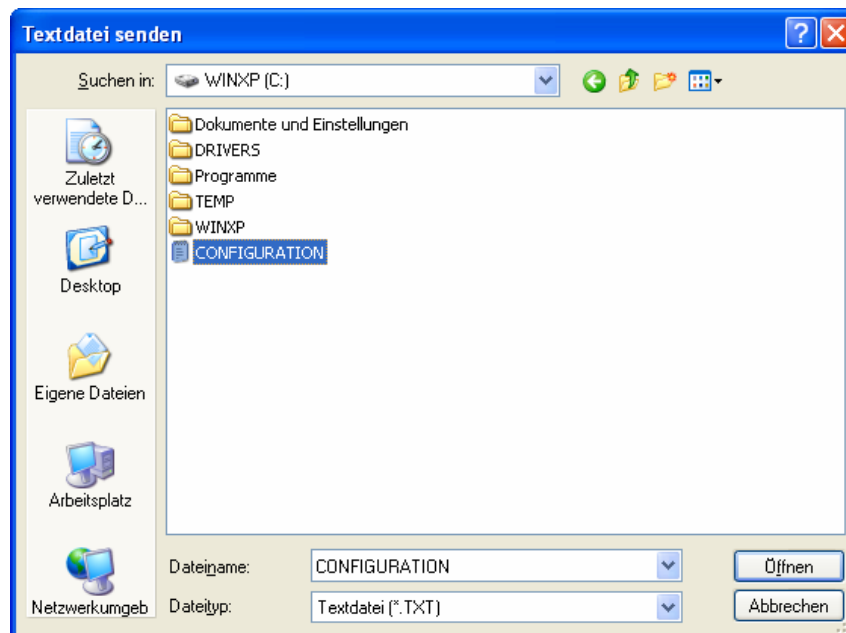 Textdatei senden
Suchen in:
WINXP (C:)
Zuletzt
verwendete D...
Desktop
Eigene Dateien
Arbeitsplatz
Netzwerkumgeb
Dokumente und Einstellungen
DRIVERS
Programme
TEMP
WINXP
CONFIGURATION
Dateiname:
CONFIGURATION
Öffnen
Dateityp:
Textdatei (*.TXT)
Abbrechen